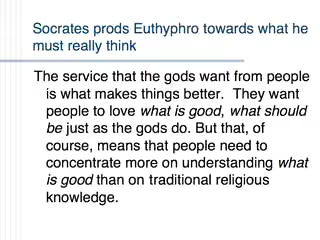 Socrates prods Euthyphro towards what he
must really think
The service that the gods want from people
is what makes things better.  They want
people to love what is good, what should
be just as the gods do. But that, of
course, means that people need to
concentrate more on understanding what
is good than on traditional religious
knowledge.